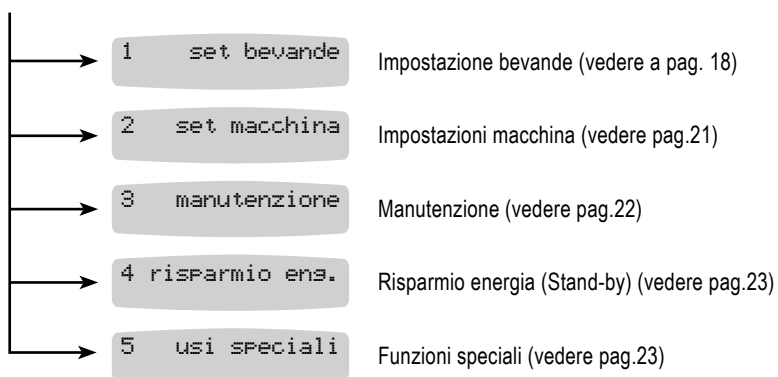 1 set bevande
Impostazione bevande (vedere a pag. 18)
2 set macchina
Impostazioni macchina (vedere pag.21)
3 manutenzione
Manutenzione (vedere pag.22)
4 risparmio eng.
Risparmio energia (Stand-by) (vedere pag.23)
5 usi speciali
Funzioni speciali (vedere pag.23)